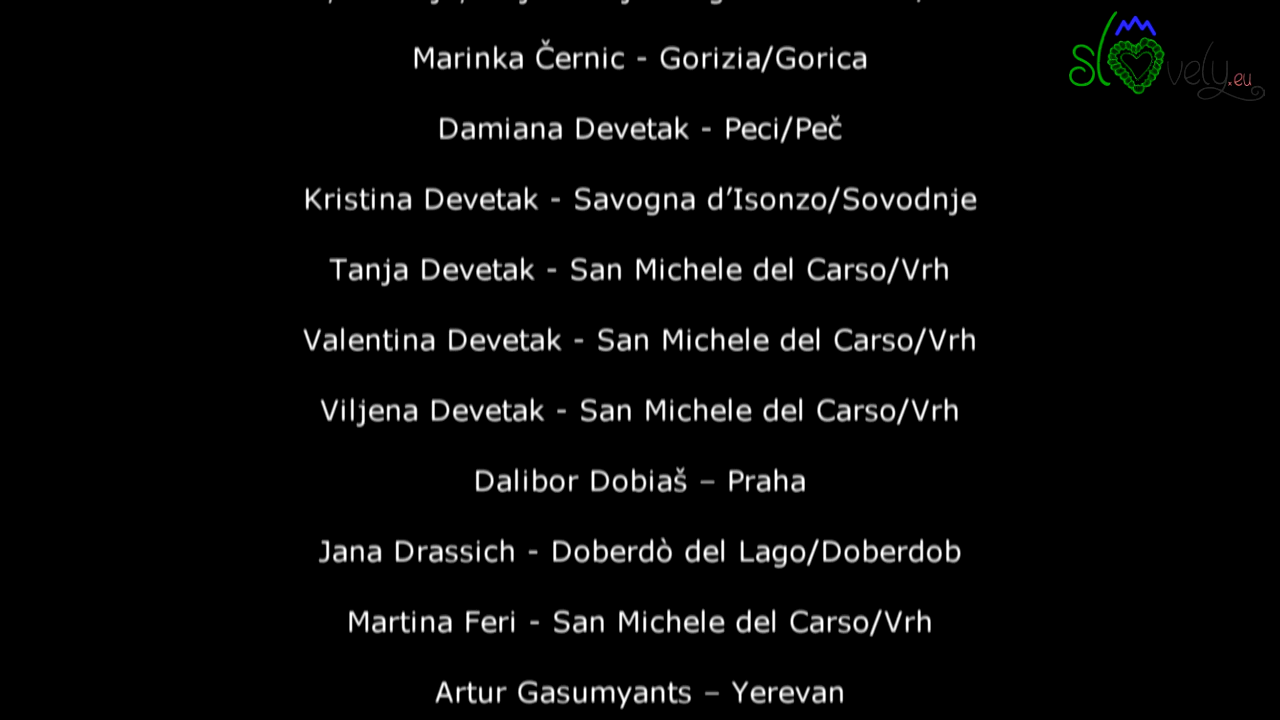 Marinka Černic - Gorizia/Gorica
slovely.eu
Damiana Devetak - Peci/Peč
Kristina Devetak - Savogna d’Isonzo/Sovodnje
Tanja Devetak - San Michele del Carso/Vrh
Valentina Devetak - San Michele del Carso/Vrh
Viljena Devetak - San Michele del Carso/Vrh
Dalibor Dobiaš – Praha
Jana Drassich - Doberdò del Lago/Doberdob
Martina Feri - San Michele del Carso/Vrh
Artur Gasumyants – Yerevan